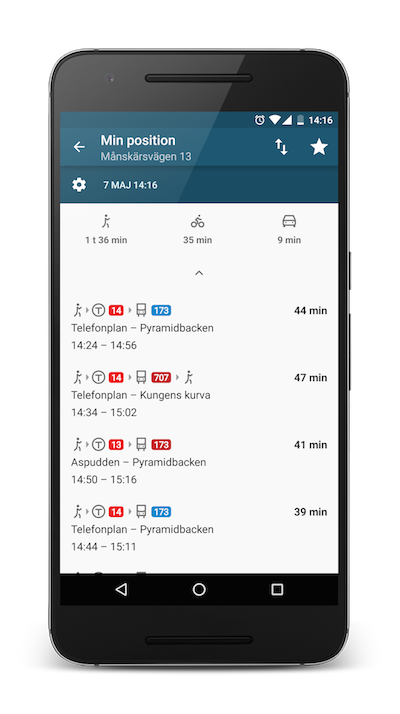 14:16
Min position
Månskärsvägen 13
7 MAJ 14:16
1 t 36 min
35 min
9 min
T 14 173 44 min
Telefonplan – Pyramidbacken
14:24 – 14:56
T 14 707 47 min
Telefonplan – Kungens kurva
14:34 – 15:02
T 13 173 41 min
Aspudden – Pyramidbacken
14:50 – 15:16
T 14 173 39 min
Telefonplan – Pyramidbacken
14:44 – 15:11